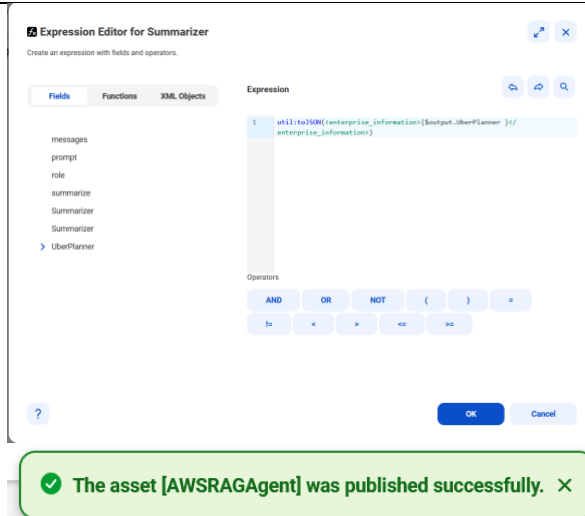 Expression Editor for Summarizer
Create an expression with fields and operators.
Fields
Functions
XML Objects
Expression
messages
prompt
role
summarize
Summarizer
Summarizer
UberPlanner
1 util:toJSON(<enterprise_information>{$output.UberPlanner }</
enterprise_information>)
Operators
AND
OR
NOT
(
)
=
!=
<
>
<=
>=
?
OK
Cancel
The asset [AWSRAGAgent] was published successfully.